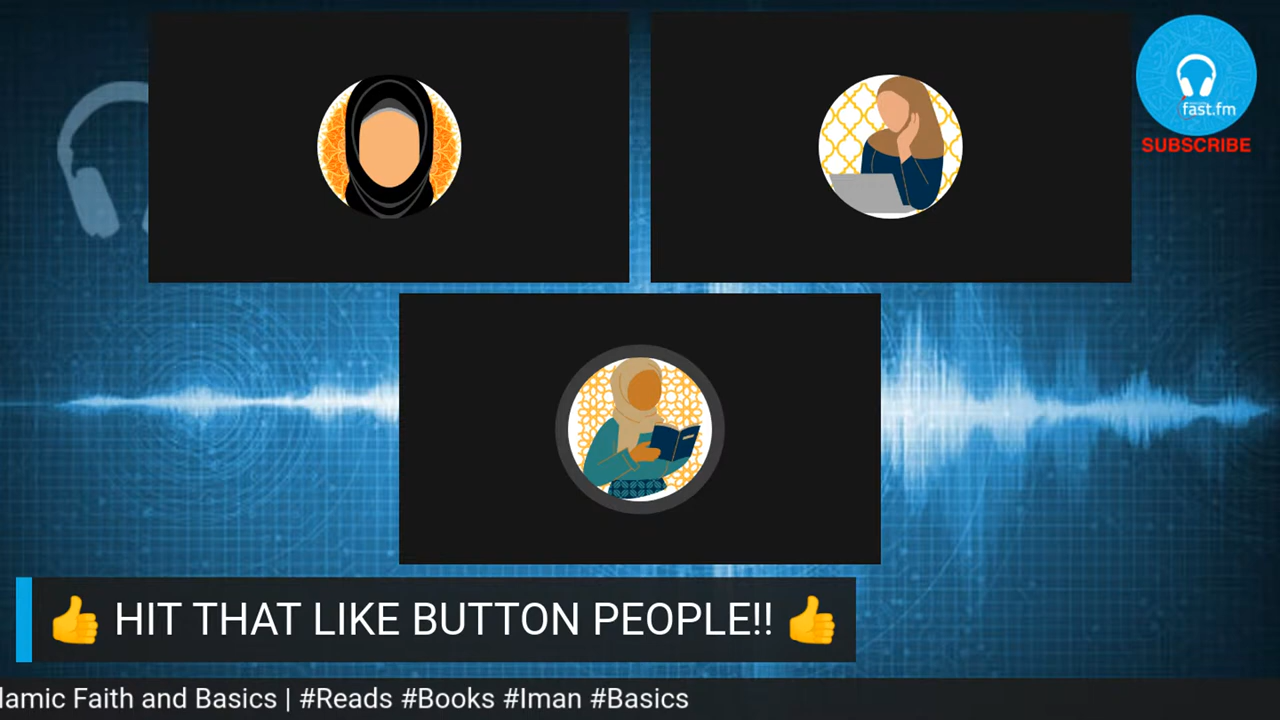 fast.fm
SUBSCRIBE
👍 HIT THAT LIKE BUTTON PEOPLE!! 👍
lamic Faith and Basics | #Reads #Books #Iman #Basics